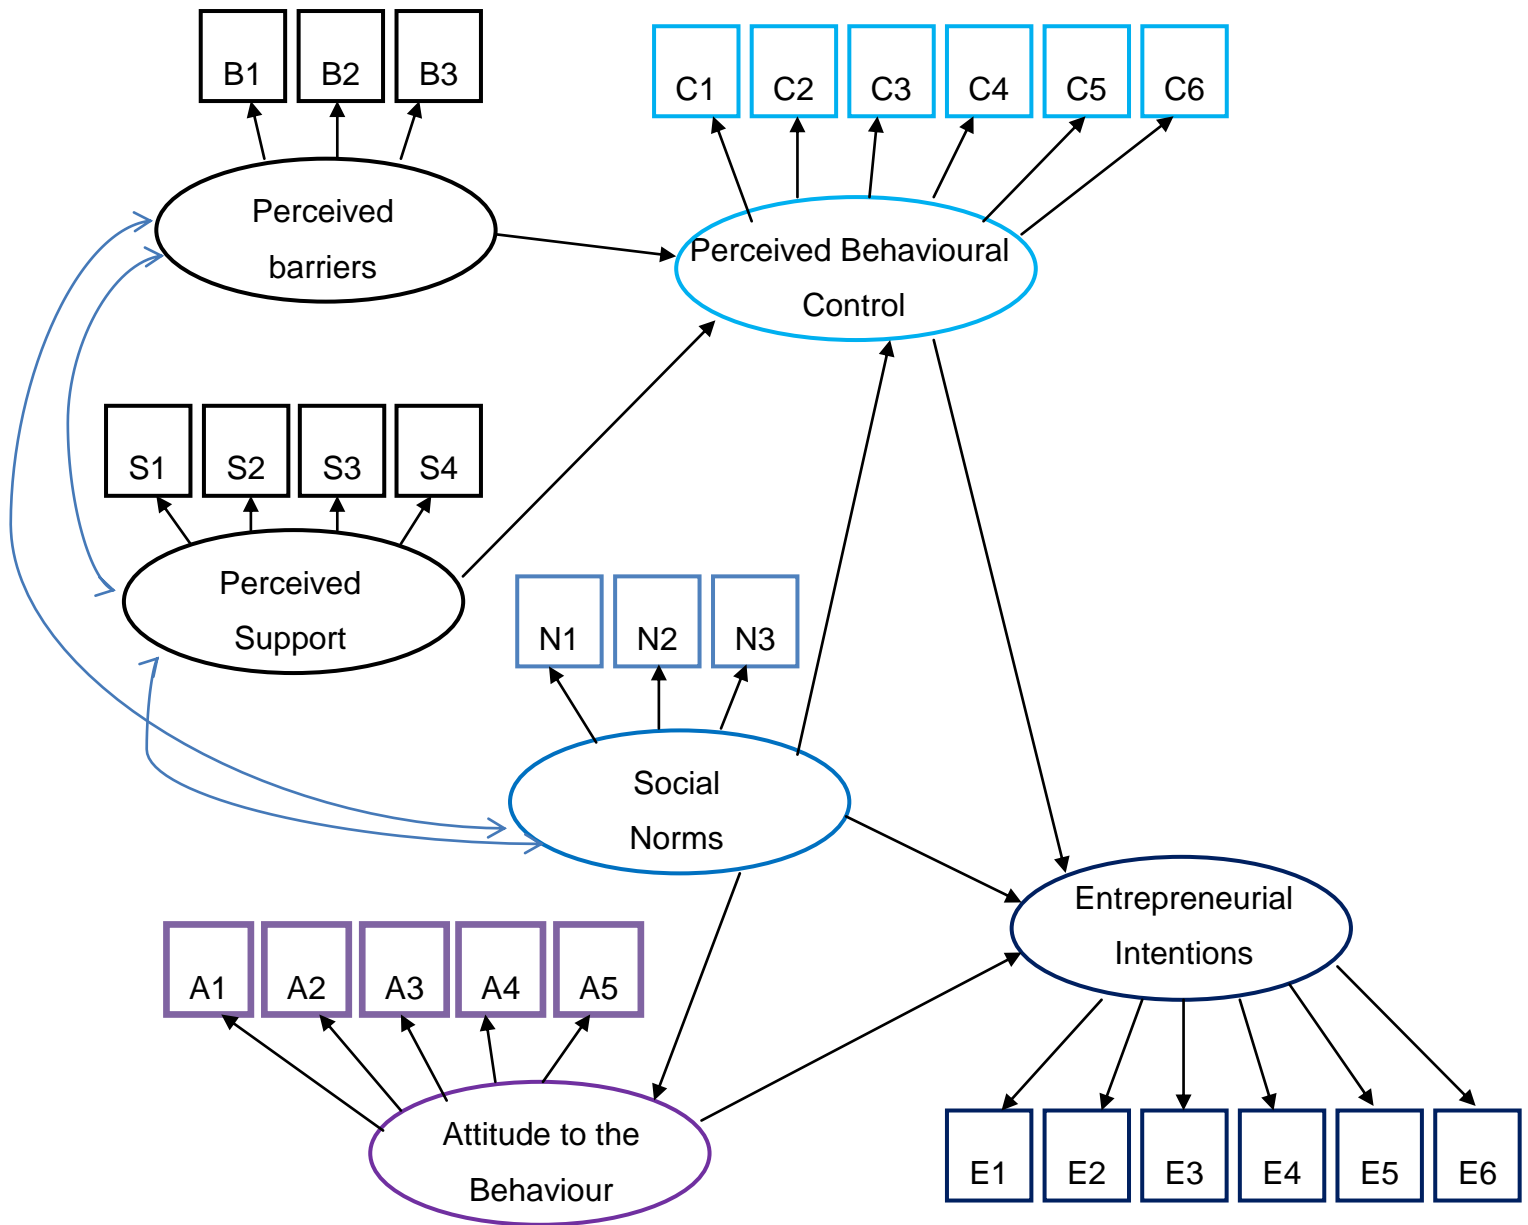 B1 B2 B3
C1 C2 C3 C4 C5 C6
Perceived
barriers
Perceived Behavioural
Control
S1 S2 S3 S4
Perceived
Support
N1 N2 N3
Social
Norms
Entrepreneurial
Intentions
A1 A2 A3 A4 A5
Attitude to the
Behaviour
E1 E2 E3 E4 E5 E6